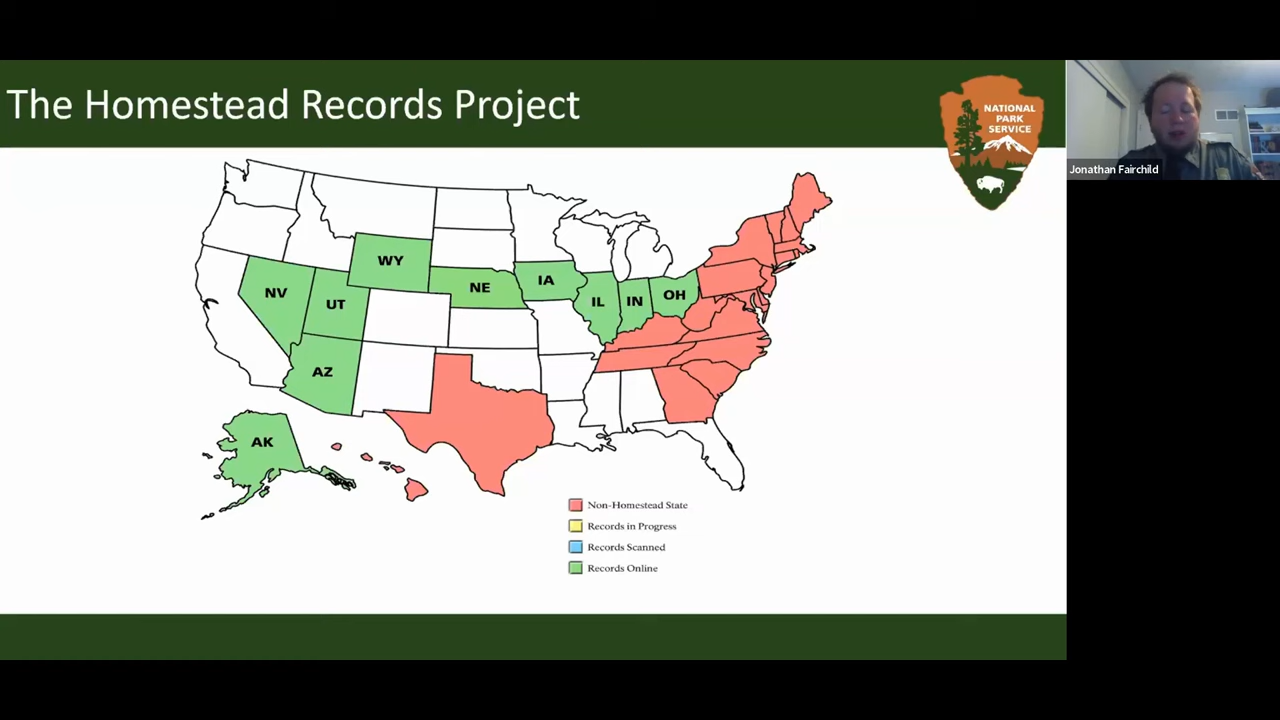 The Homestead Records Project
NATIONAL
PARK
SERVICE
Jonathan Fairchild
WY
NV
UT
NE
IA
IL
IN
OH
AZ
AK
Non-Homestead State
Records in Progress
Records Scanned
Records Online